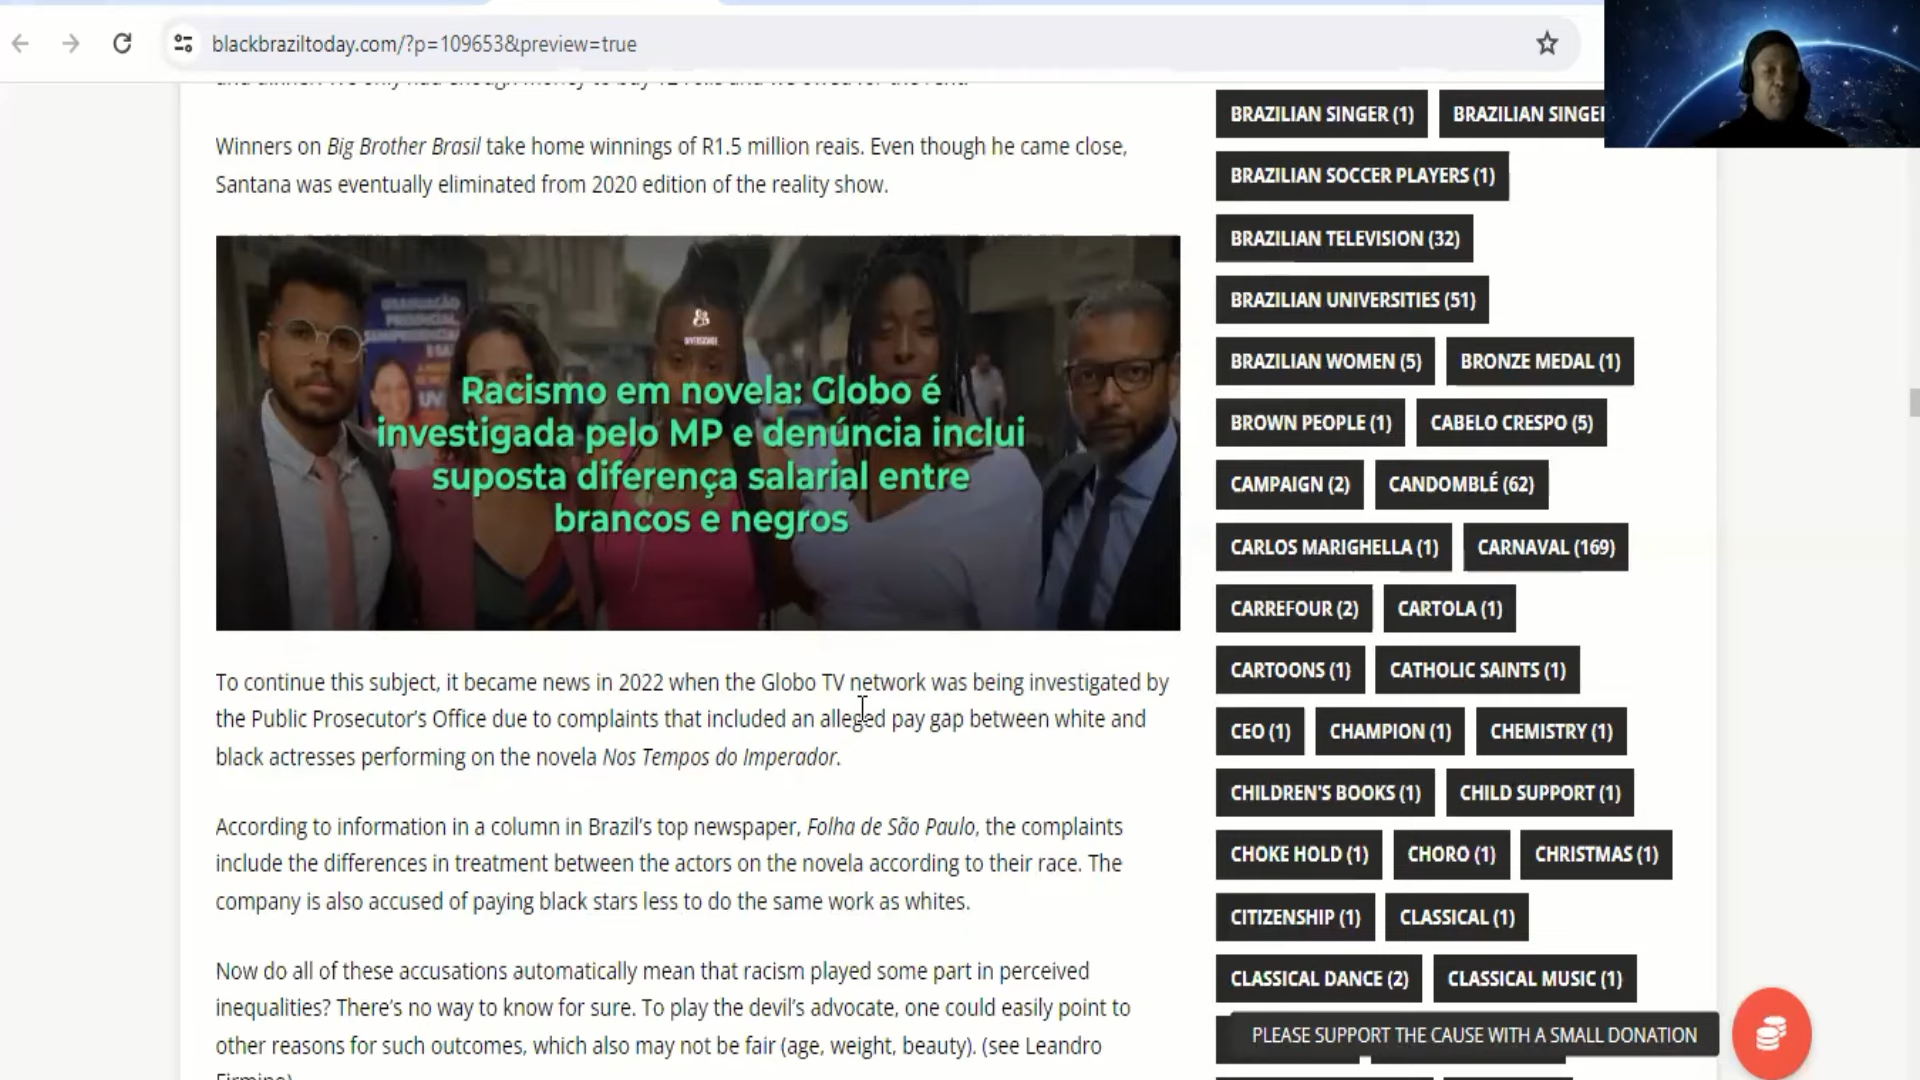 blackbraziltoday.com/?p=109653&preview=true
Winners on Big Brother Brasil take home winnings of R1.5 million reais. Even though he came close,
Santana was eventually eliminated from 2020 edition of the reality show.
DIVERSIDADE
Racismo em novela: Globo é
investigada pelo MP e denúncia inclui
suposta diferença salarial entre
brancos e negros
To continue this subject, it became news in 2022 when the Globo TV network was being investigated by
the Public Prosecutor's Office due to complaints that included an alleged pay gap between white and
black actresses performing on the novela Nos Tempos do Imperador.
According to information in a column in Brazil's top newspaper, Folha de São Paulo, the complaints
include the differences in treatment between the actors on the novela according to their race. The
company is also accused of paying black stars less to do the same work as whites.
Now do all of these accusations automatically mean that racism played some part in perceived
inequalities? There's no way to know for sure. To play the devil's advocate, one could easily point to
other reasons for such outcomes, which also may not be fair (age, weight, beauty). (see Leandro
BRAZILIAN SINGER (1) BRAZILIAN
BRAZILIAN SOCCER PLAYERS (1)
BRAZILIAN TELEVISION (32)
BRAZILIAN UNIVERSITIES (51)
BRAZILIAN WOMEN (5) BRONZE MEDAL (1)
BROWN PEOPLE (1) CABELO CRESPO (5)
CAMPAIGN (2) CANDOMBLÉ (62)
CARLOS MARIGHELLA (1) CARNAVAL (169)
CARREFOUR (2) CARTOLA (1)
CARTOONS (1) CATHOLIC SAINTS (1)
CEO (1) CHAMPION (1) CHEMISTRY (1)
CHILDREN'S BOOKS (1) CHILD SUPPORT (1)
CHOKE HOLD (1) CHORO (1) CHRISTMAS (1)
CITIZENSHIP (1) CLASSICAL (1)
CLASSICAL DANCE (2) CLASSICAL MUSIC (1)
PLEASE SUPPORT THE CAUSE WITH A SMALL DONATION